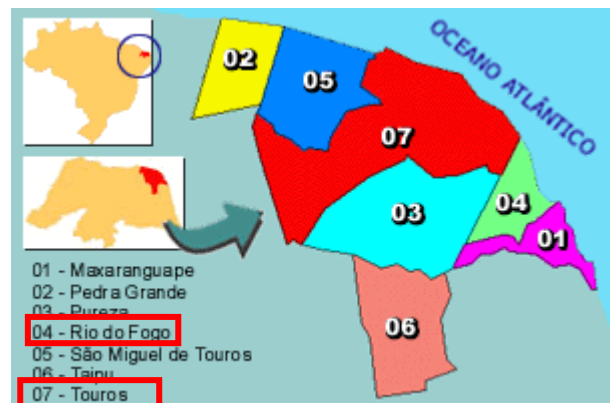 OCEANO ATLÂNTICO
02
05
07
03
04
01
06
01 - Maxaranguape
02 - Pedra Grande
03 - Pureza
04 - Rio do Fogo
05 - São Miguel de Touros
06 - Taipu
07 - Touros